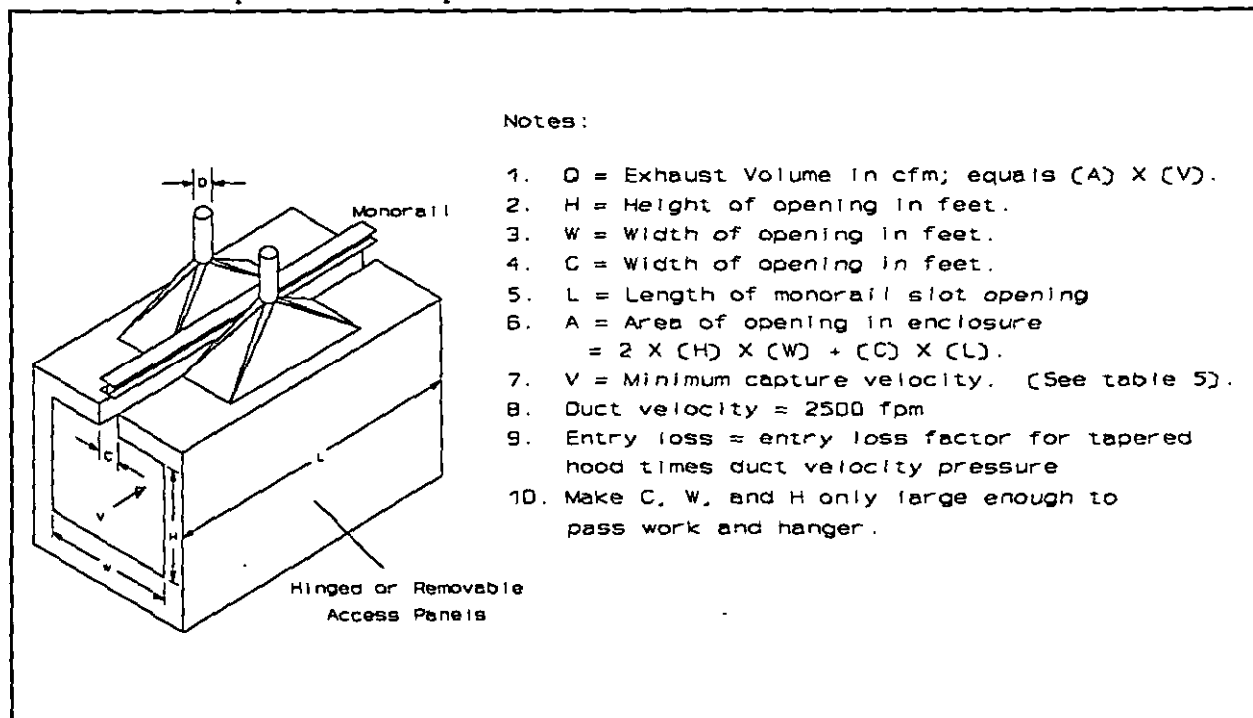 Notes:
1. Q = Exhaust Volume in cfm; equals (A) X (V).
2. H = Height of opening in feet.
3. W = Width of opening in feet.
4. C = Width of opening in feet.
5. L = Length of monorail slot opening
6. A = Area of opening in enclosure
= 2 X (H) X (W) + (C) X (L).
7. V = Minimum capture velocity. (See table 5).
8. Duct velocity = 2500 fpm
9. Entry loss = entry loss factor for tapered
hood times duct velocity pressure
10. Make C, W, and H only large enough to
pass work and hanger.
D
Monorail
C
L
V
H
W
Hinged or Removable
Access Panels